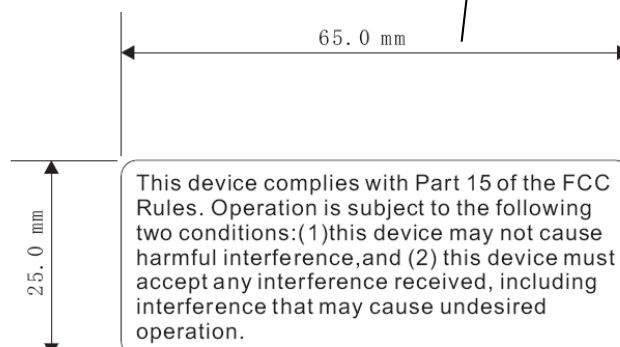 65.0 mm
25.0 mm
This device complies with Part 15 of the FCC
Rules. Operation is subject to the following
two conditions:(1)this device may not cause
harmful interference,and (2) this device must
accept any interference received, including
interference that may cause undesired
operation.